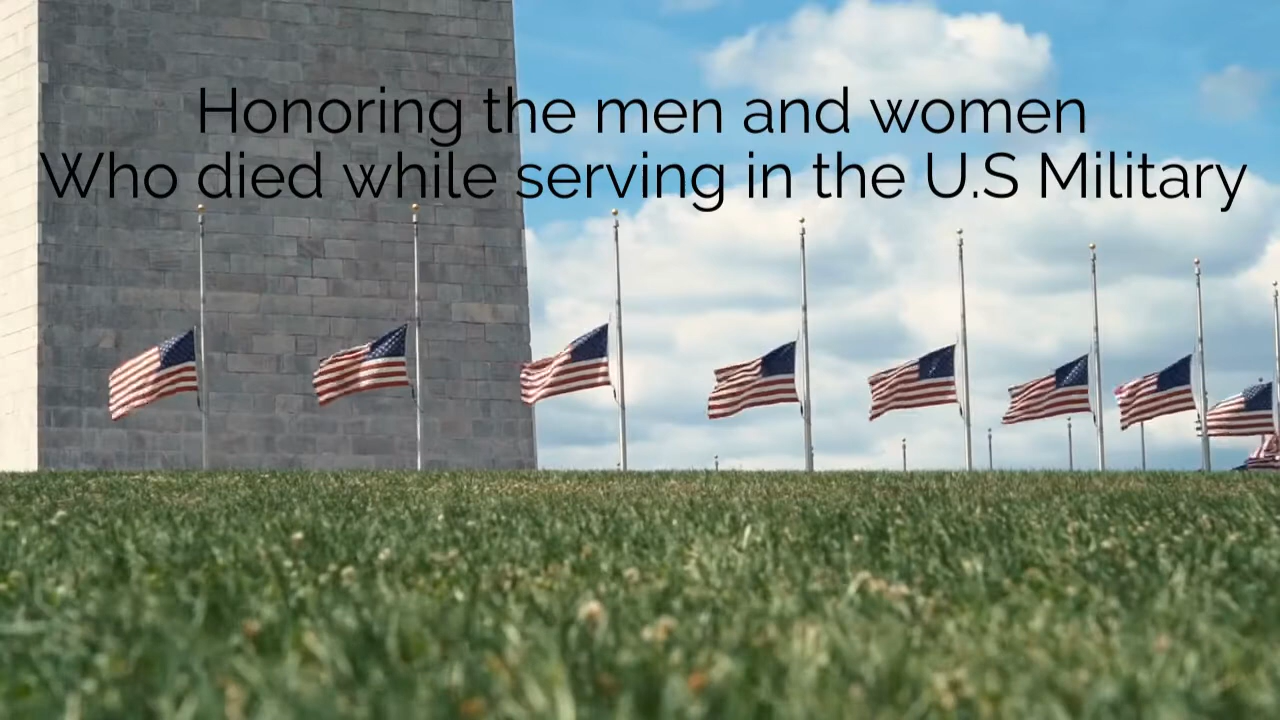 Honoring the men and women
Who died while serving in the U.S Military